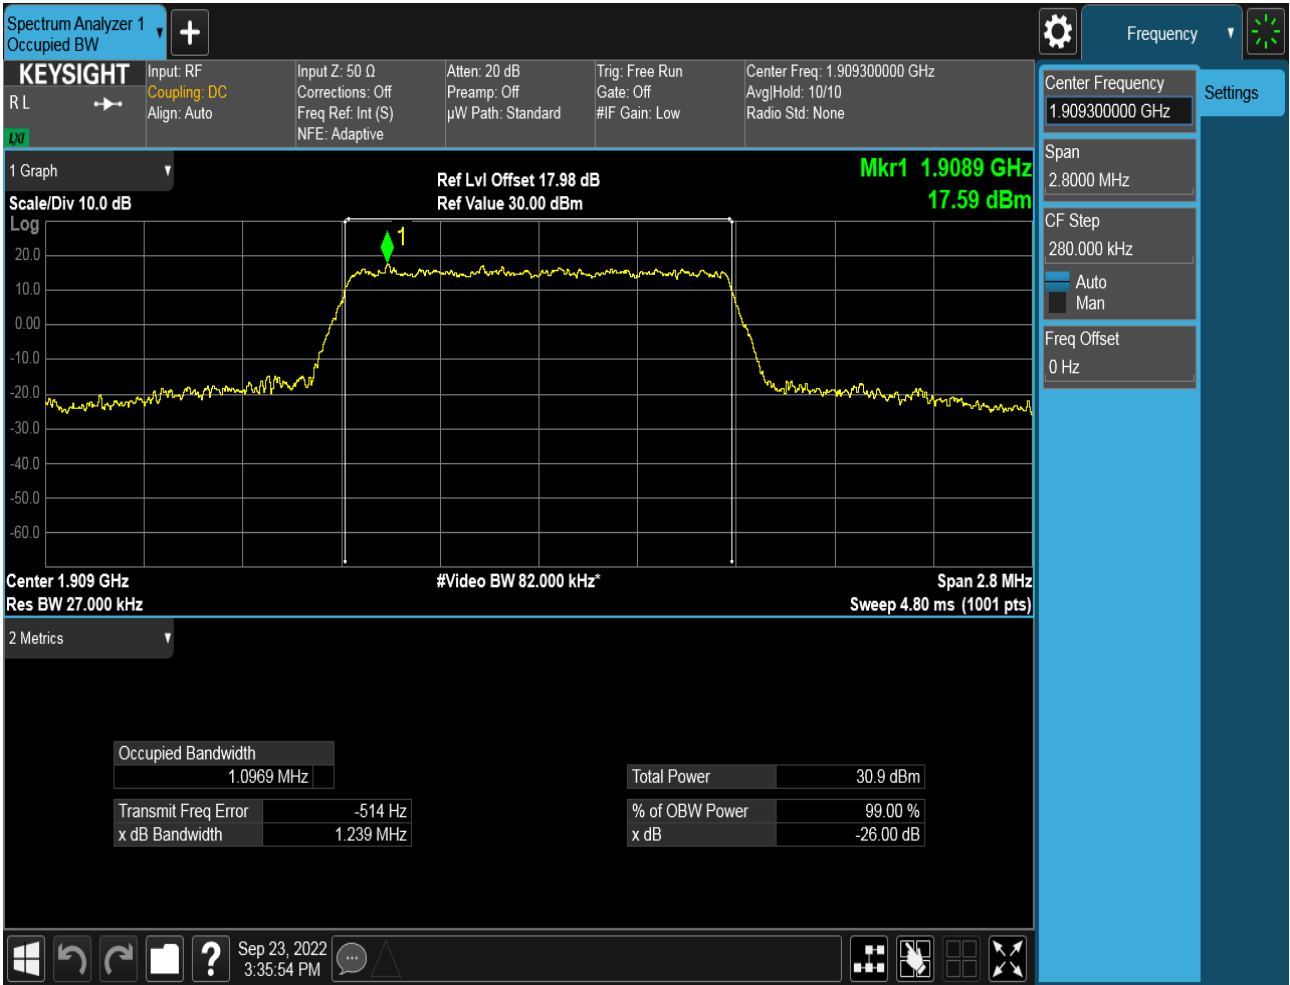 Spectrum Analyzer 1
Occupied BW
Frequency
KEYSIGHT
R L
LXI
Input: RF
Coupling: DC
Align: Auto
Input Z: 50 Ω
Corrections: Off
Freq Ref: Int (S)
NFE: Adaptive
Atten: 20 dB
Preamp: Off
µW Path: Standard
Trig: Free Run
Gate: Off
#IF Gain: Low
Center Freq: 1.909300000 GHz
Avg|Hold: 10/10
Radio Std: None
Center Frequency
1.909300000 GHz
Settings
Span
2.8000 MHz
CF Step
280.000 kHz
Auto
Man
Freq Offset
0 Hz
1 Graph
Scale/Div 10.0 dB
Ref Lvl Offset 17.98 dB
Ref Value 30.00 dBm
Mkr1 1.9089 GHz
17.59 dBm
Log
1
20.0
10.0
0.00
-10.0
-20.0
-30.0
-40.0
-50.0
-60.0
Center 1.909 GHz
#Video BW 82.000 kHz*
Span 2.8 MHz
Res BW 27.000 kHz
Sweep 4.80 ms (1001 pts)
2 Metrics
Occupied Bandwidth
1.0969 MHz
Total Power 30.9 dBm
Transmit Freq Error -514 Hz
% of OBW Power 99.00 %
x dB Bandwidth 1.239 MHz
x dB -26.00 dB
?
Sep 23, 2022
3:35:54 PM